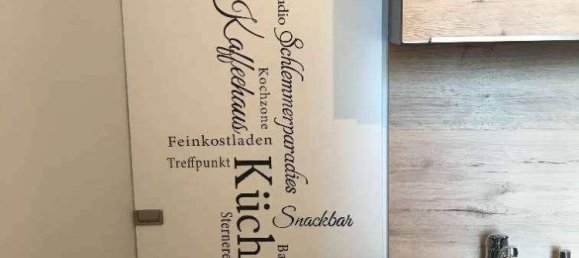 Schlemmerparadies
Kaffeehaus
Kochzone
Feinkostladen
Treffpunkt
Küch
Snackbar